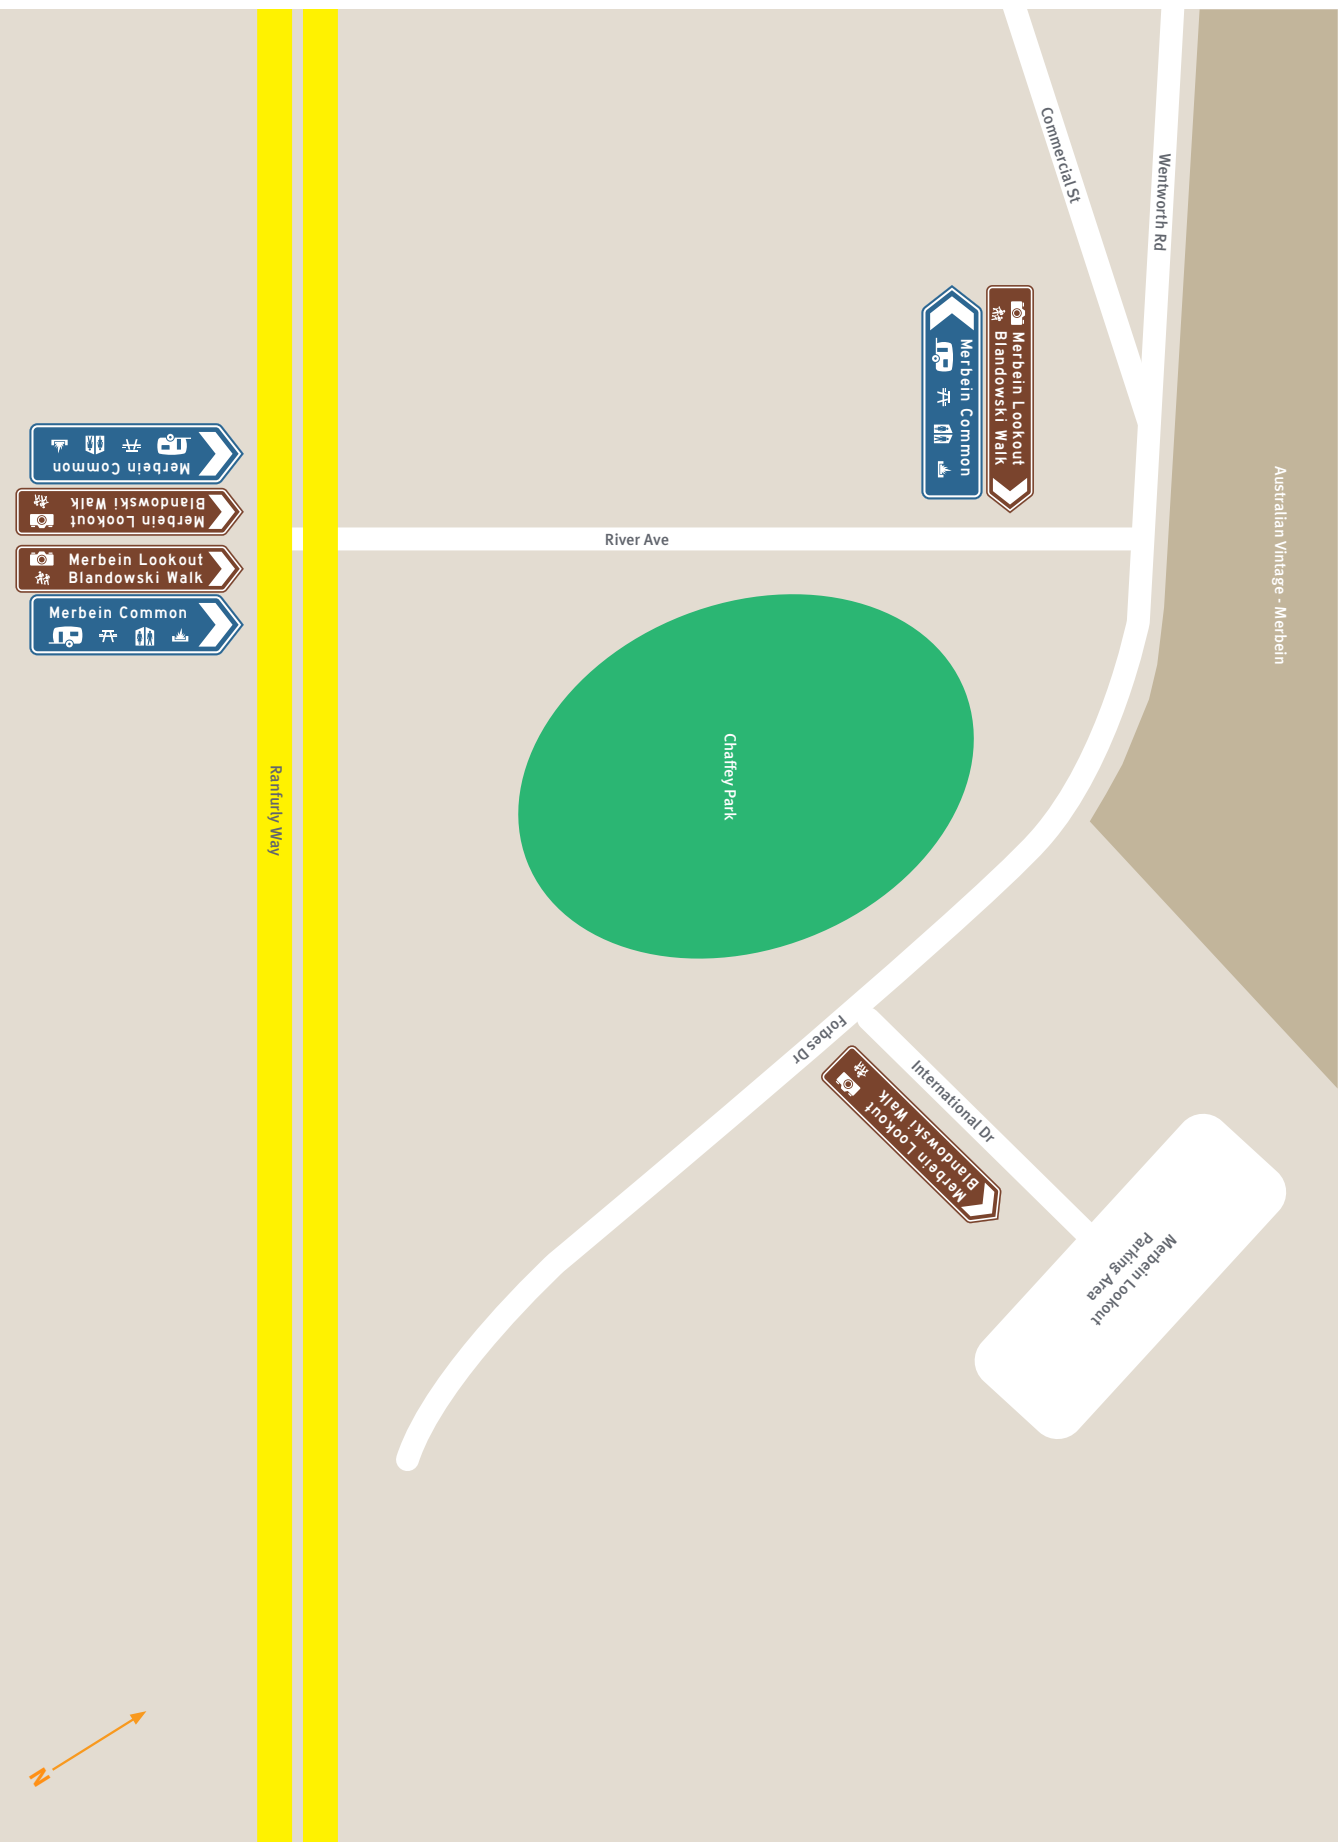 Commercial St
Wentworth Rd
Merbein Lookout
Blandowski Walk
Merbein Common
Australian Vintage - Merbein
Merbein Common
Merbein Lookout
Blandowski Walk
Merbein Lookout
Blandowski Walk
Merbein Common
River Ave
Chaffey Park
Ranfurly Way
Forbes Dr
International Dr
Merbein Lookout
Blandowski Walk
Merbein Lookout
Parking Area
N